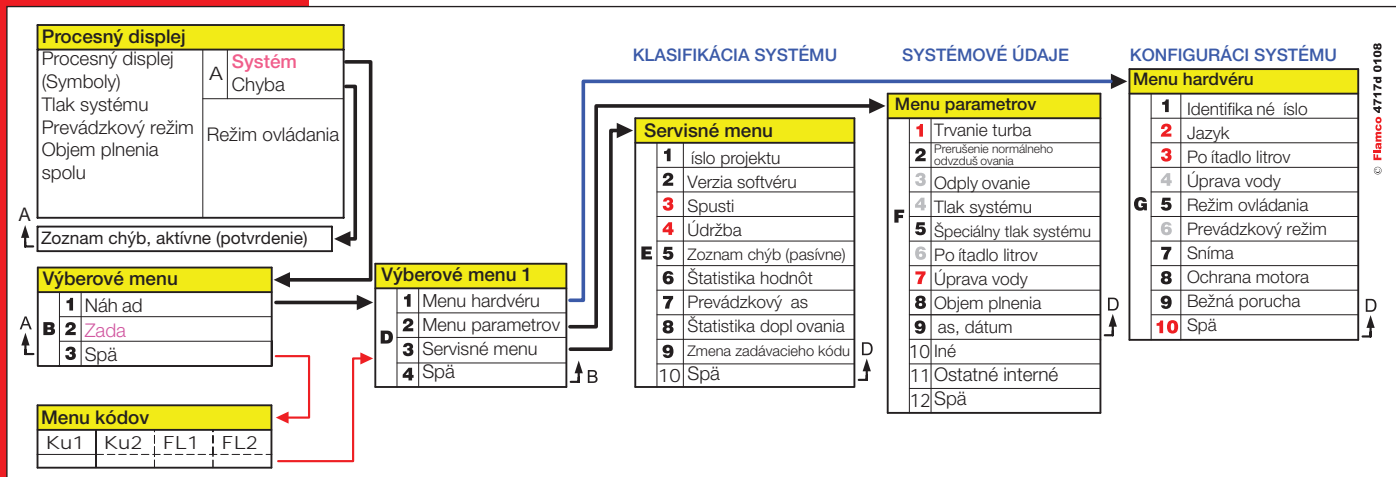 Procesný displej
Procesný displej
(Symboly)
Tlak systému
Prevádzkový režim
Objem plnenia
spolu
A
Systém
Chyba
Režim ovládania
A
Zoznam chýb, aktívne (potvrdenie)
Výberové menu
A
B
1 Náh ad
2 Zada
3 Spä
Menu kódov
Ku1 Ku2 FL1 FL2
Výberové menu 1
D
1 Menu hardvéru
2 Menu parametrov
3 Servisné menu
4 Spä
B
KLASIFIKÁCIA SYSTÉMU
Servisné menu
E
1 íslo projektu
2 Verzia softvéru
3 Spusti
4 Údržba
5 Zoznam chýb (pasívne)
6 Štatistika hodnôt
7 Prevádzkový as
8 Štatistika dopl ovania
9 Zmena zadávacieho kódu
10 Spä
D
SYSTÉMOVÉ ÚDAJE
Menu parametrov
F
1 Trvanie turba
2 Prerušenie normálneho
odvzduš ovania
3 Odply ovanie
4 Tlak systému
5 Špeciálny tlak systému
6 Po ítadlo litrov
7 Úprava vody
8 Objem plnenia
9 as, dátum
10 Iné
11 Ostatné interné
12 Spä
D
KONFIGURÁCI SYSTÉMU
Menu hardvéru
G
1 Identifika né íslo
2 Jazyk
3 Po ítadlo litrov
4 Úprava vody
5 Režim ovládania
6 Prevádzkový režim
7 Sníma
8 Ochrana motora
9 Bežná porucha
10 Spä
D
© Flamco 4717d 0108